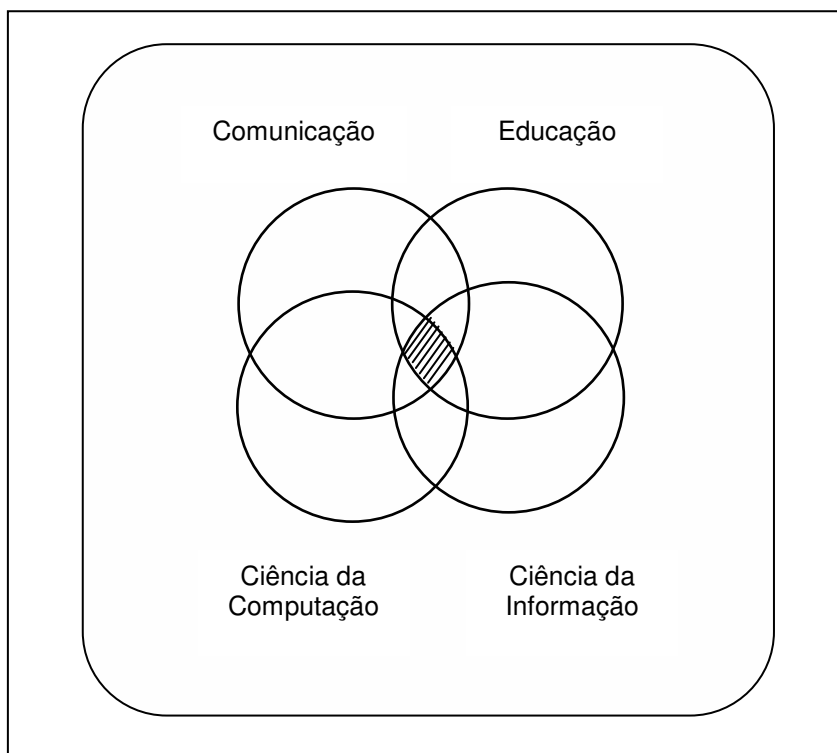 Comunicação
Educação
Ciência da
Computação
Ciência da
Informação